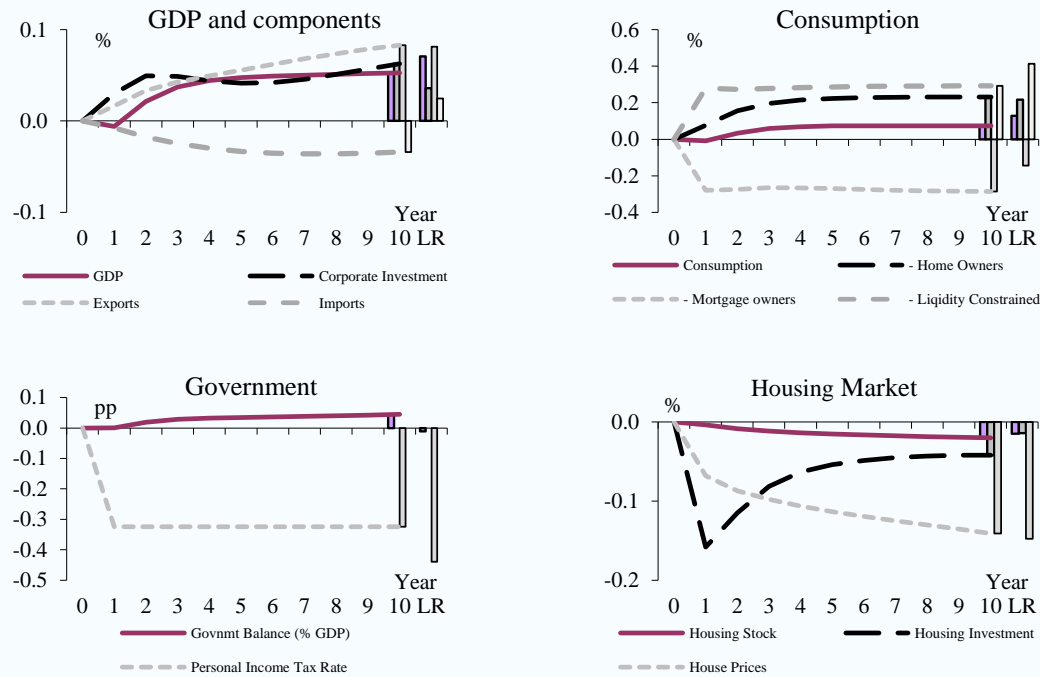 GDP and components
0.1
%
0.0
-0.1
Year
0 1 2 3 4 5 6 7 8 9 10 LR
GDP
Corporate Investment
Exports
Imports
Consumption
0.6
%
0.4
0.2
0.0
-0.2
-0.4
Year
0 1 2 3 4 5 6 7 8 9 10 LR
Consumption
- Home Owners
- Mortgage owners
- Liqidity Constrained
Government
0.1
pp
0.0
-0.1
-0.2
-0.3
-0.4
-0.5
Year
0 1 2 3 4 5 6 7 8 9 10 LR
Govnmt Balance (% GDP)
Personal Income Tax Rate
Housing Market
%
0.0
-0.1
-0.2
Year
0 1 2 3 4 5 6 7 8 9 10 LR
Housing Stock
Housing Investment
House Prices